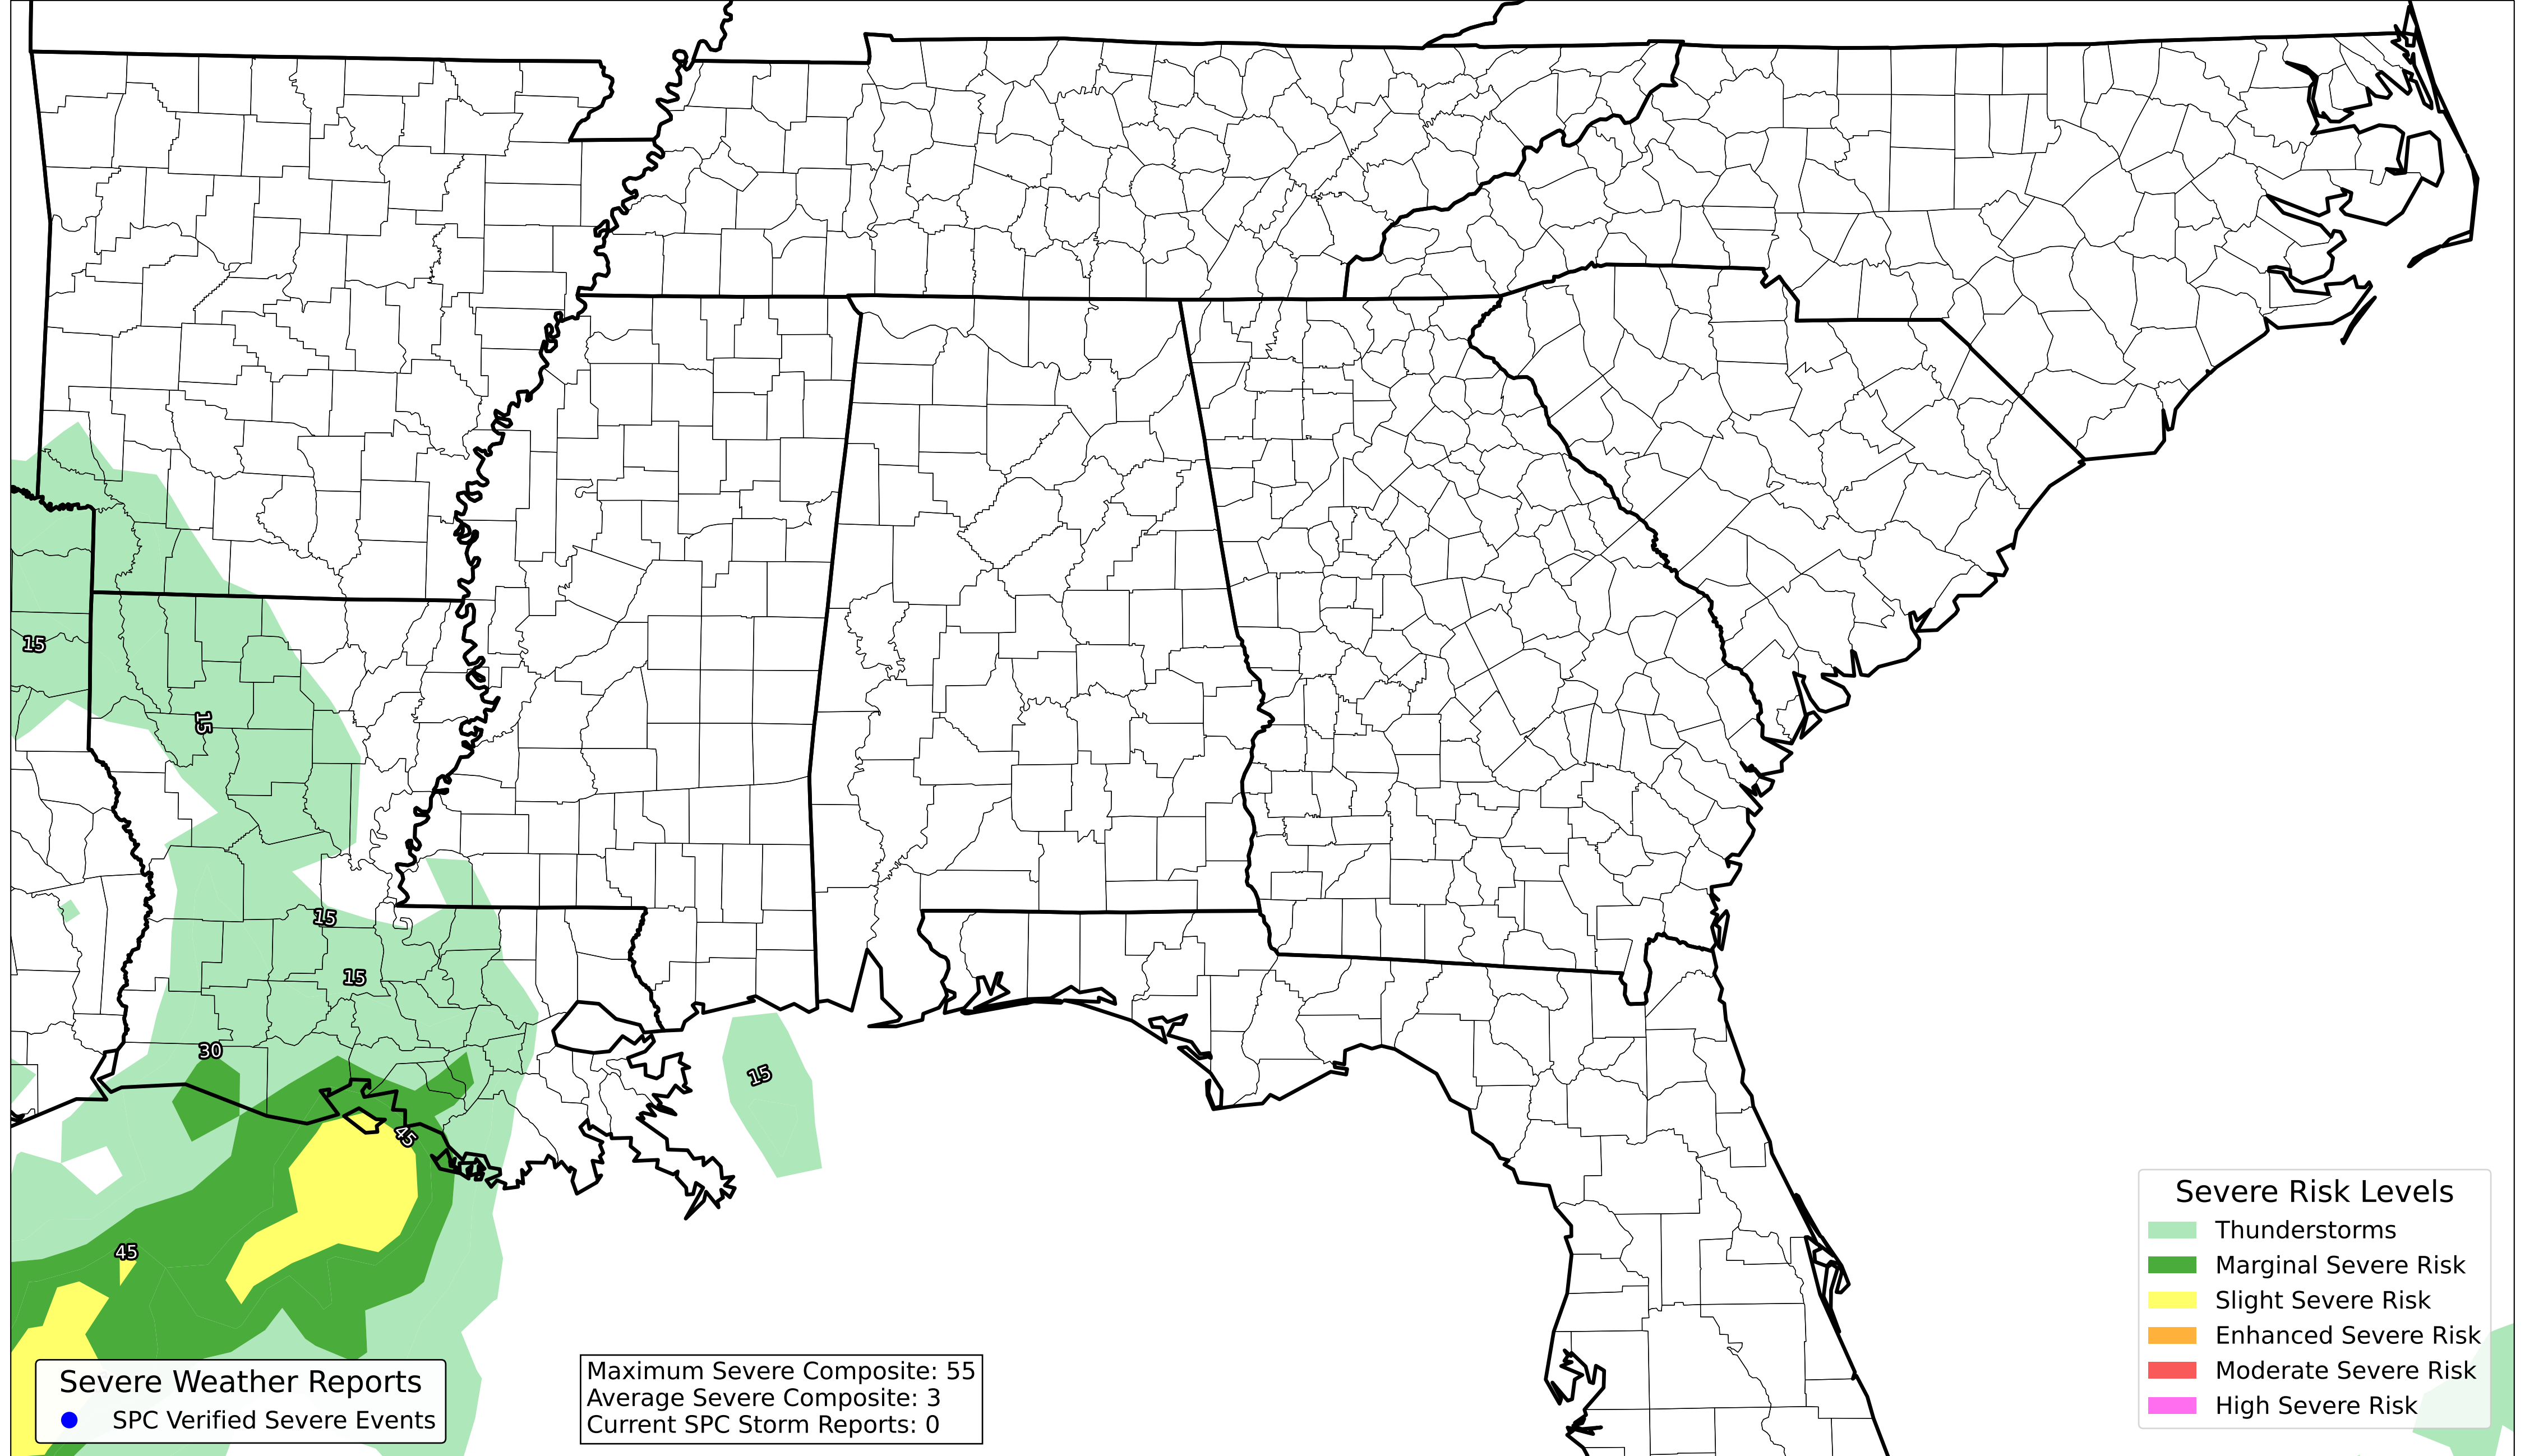 15
15
15
15
30
15
45
45
Severe Weather Reports
SPC Verified Severe Events
Maximum Severe Composite: 55
Average Severe Composite: 3
Current SPC Storm Reports: 0
Severe Risk Levels
Thunderstorms
Marginal Severe Risk
Slight Severe Risk
Enhanced Severe Risk
Moderate Severe Risk
High Severe Risk